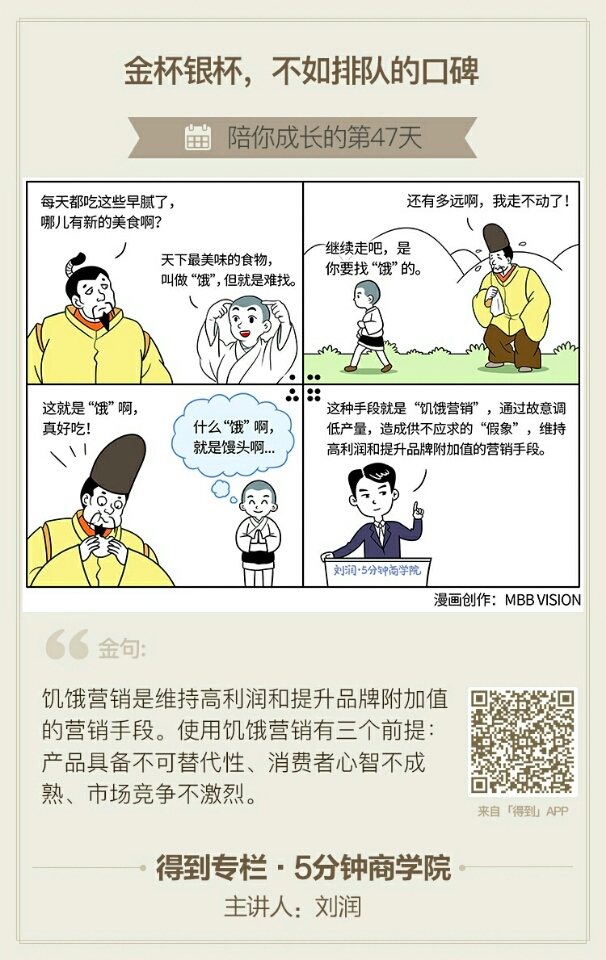 金杯银杯，不如排队的口碑
陪你成长的第47天
每天都吃这些早腻了，
哪儿有新的美食啊？
天下最美味的食物，
叫做“饿”，但就是难找。
还有多远啊，我走不动了！
继续走吧，是
你要找“饿”的。
这就是“饿”啊，
真好吃！
什么“饿”啊，
就是馒头啊...
这种手段就是“饥饿营销”，通过故意调
低产量，造成供不应求的“假象”，维持
高利润和提升品牌附加值的营销手段。
刘润·5分钟商学院
漫画创作：MBB VISION
金句:
饥饿营销是维持高利润和提升品牌附加值
的营销手段。使用饥饿营销有三个前提：
产品具备不可替代性、消费者心智不成
熟、市场竞争不激烈。
来自「得到」APP
得到专栏·5分钟商学院
主讲人：刘润